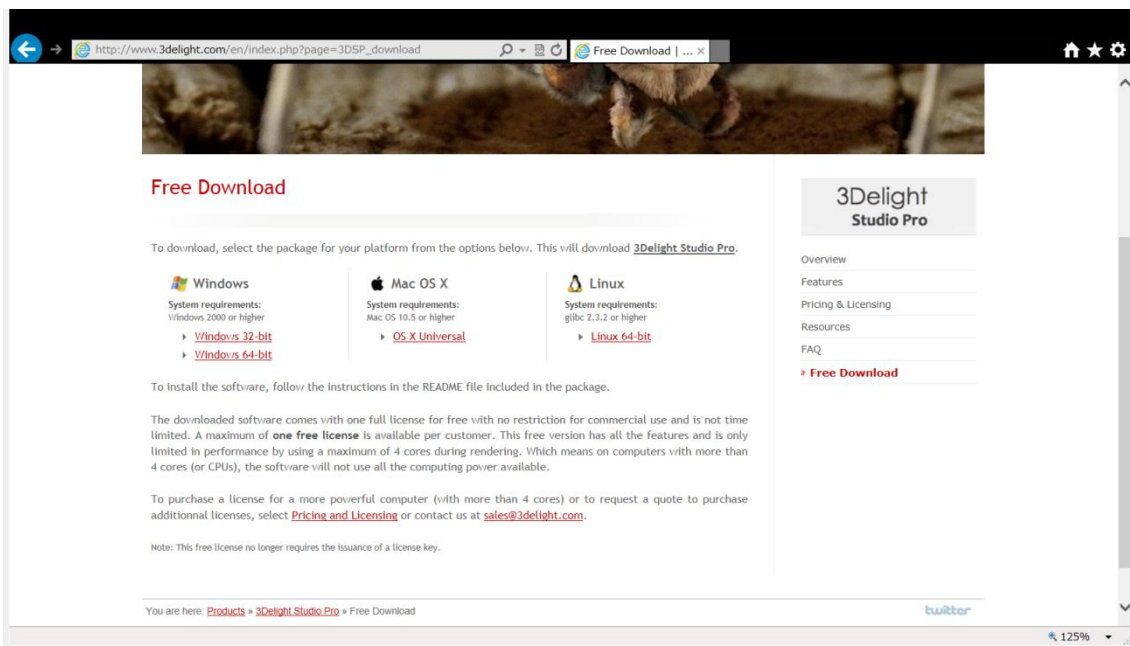 http://www.3delight.com/en/index.php?page=3DSP_download
Free Download | ...
Free Download
To download, select the package for your platform from the options below. This will download 3Delight Studio Pro.
Windows
System requirements:
Windows 2000 or higher
Windows 32-bit
Windows 64-bit
Mac OS X
System requirements:
Mac OS 10.5 or higher
OS X Universal
Linux
System requirements:
glibc 2.3.2 or higher
Linux 64-bit
To install the software, follow the instructions in the README file included in the package.
The downloaded software comes with one full license for free with no restriction for commercial use and is not time
limited. A maximum of one free license is available per customer. This free version has all the features and is only
limited in performance by using a maximum of 4 cores during rendering. Which means on computers with more than
4 cores (or CPUs), the software will not use all the computing power available.
To purchase a license for a more powerful computer (with more than 4 cores) or to request a quote to purchase
additionnal licenses, select Pricing and Licensing or contact us at sales@3delight.com.
Note: This free license no longer requires the issuance of a license key.
3Delight
Studio Pro
Overview
Features
Pricing & Licensing
Resources
FAQ
» Free Download
You are here: Products » 3Delight Studio Pro » Free Download
twitter
125%